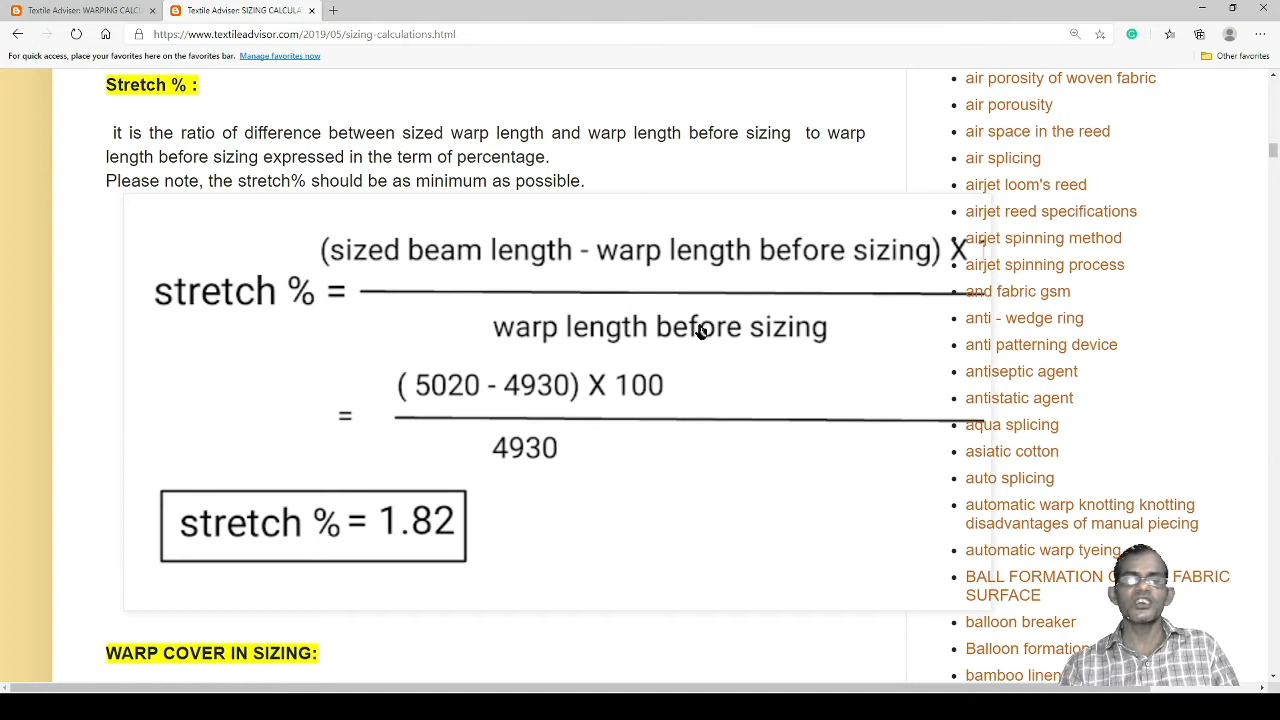 Textile Adviser: WARPING CALCU
Textile Adviser: SIZING CALCULA
https://www.textileadvisor.com/2019/05/sizing-calculations.html
For quick access, place your favorites here on the favorites bar. Manage favorites now
Other favorites
Stretch % :
it is the ratio of difference between sized warp length and warp length before sizing to warp
length before sizing expressed in the term of percentage.
Please note, the stretch% should be as minimum as possible.
(sized beam length - warp length before sizing) X
stretch % =
warp length before sizing
( 5020 - 4930) X 100
=
4930
stretch % = 1.82
WARP COVER IN SIZING:
air porosity of woven fabric
air porousity
air space in the reed
air splicing
airjet loom's reed
airjet reed specifications
airjet spinning method
airjet spinning process
and fabric gsm
anti - wedge ring
anti patterning device
antiseptic agent
antistatic agent
aqua splicing
asiatic cotton
auto splicing
automatic warp knotting knotting
disadvantages of manual piecing
automatic warp tyeing
BALL FORMATION FABRIC
SURFACE
balloon breaker
Balloon formation
bamboo linen